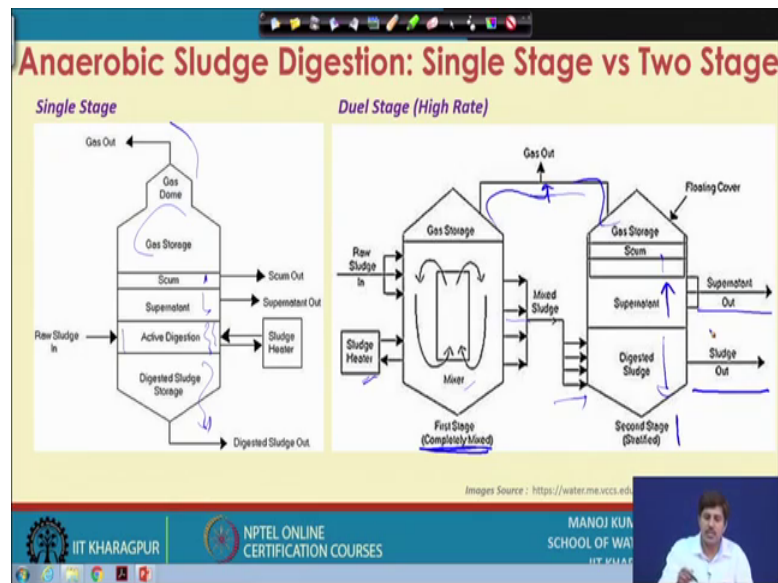 Anaerobic Sludge Digestion: Single Stage vs Two Stage
Single Stage
Gas Out
Gas
Dome
Gas Storage
Scum
Scum Out
Supernatant
Supernatant Out
Raw Sludge
In
Active Digestion
Sludge
Heater
Digested Sludge
Storage
Digested Sludge Out
Duel Stage (High Rate)
Gas Out
Floating Cover
Gas Storage
Raw
Sludge
In
Sludge
Heater
Mixer
Mixed
Sludge
First Stage
(Completely Mixed)
Gas Storage
Scum
Supernatant
Supernatant
Out
Digested
Sludge
Sludge
Out
Second Stage
(Stratified)
Images Source : https://water.me.vccs.edu
IIT KHARAGPUR
NPTEL ONLINE
CERTIFICATION COURSES
MANOJ KUM
SCHOOL OF WAT